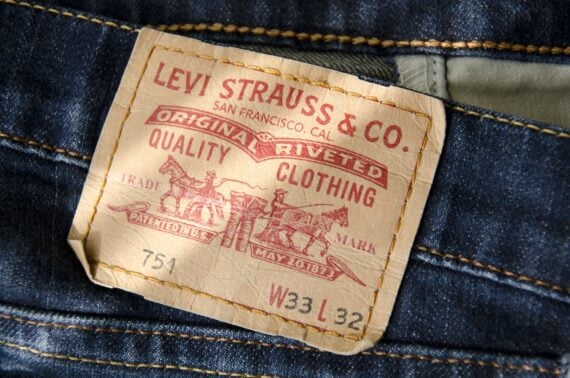 LEVI STRAUSS & CO.
SAN FRANCISCO. CAL.
ORIGINAL RIVETED
QUALITY CLOTHING
TRADE MARK
PATENTED IN U.S. MAY 20 1873
751
W33 L 32